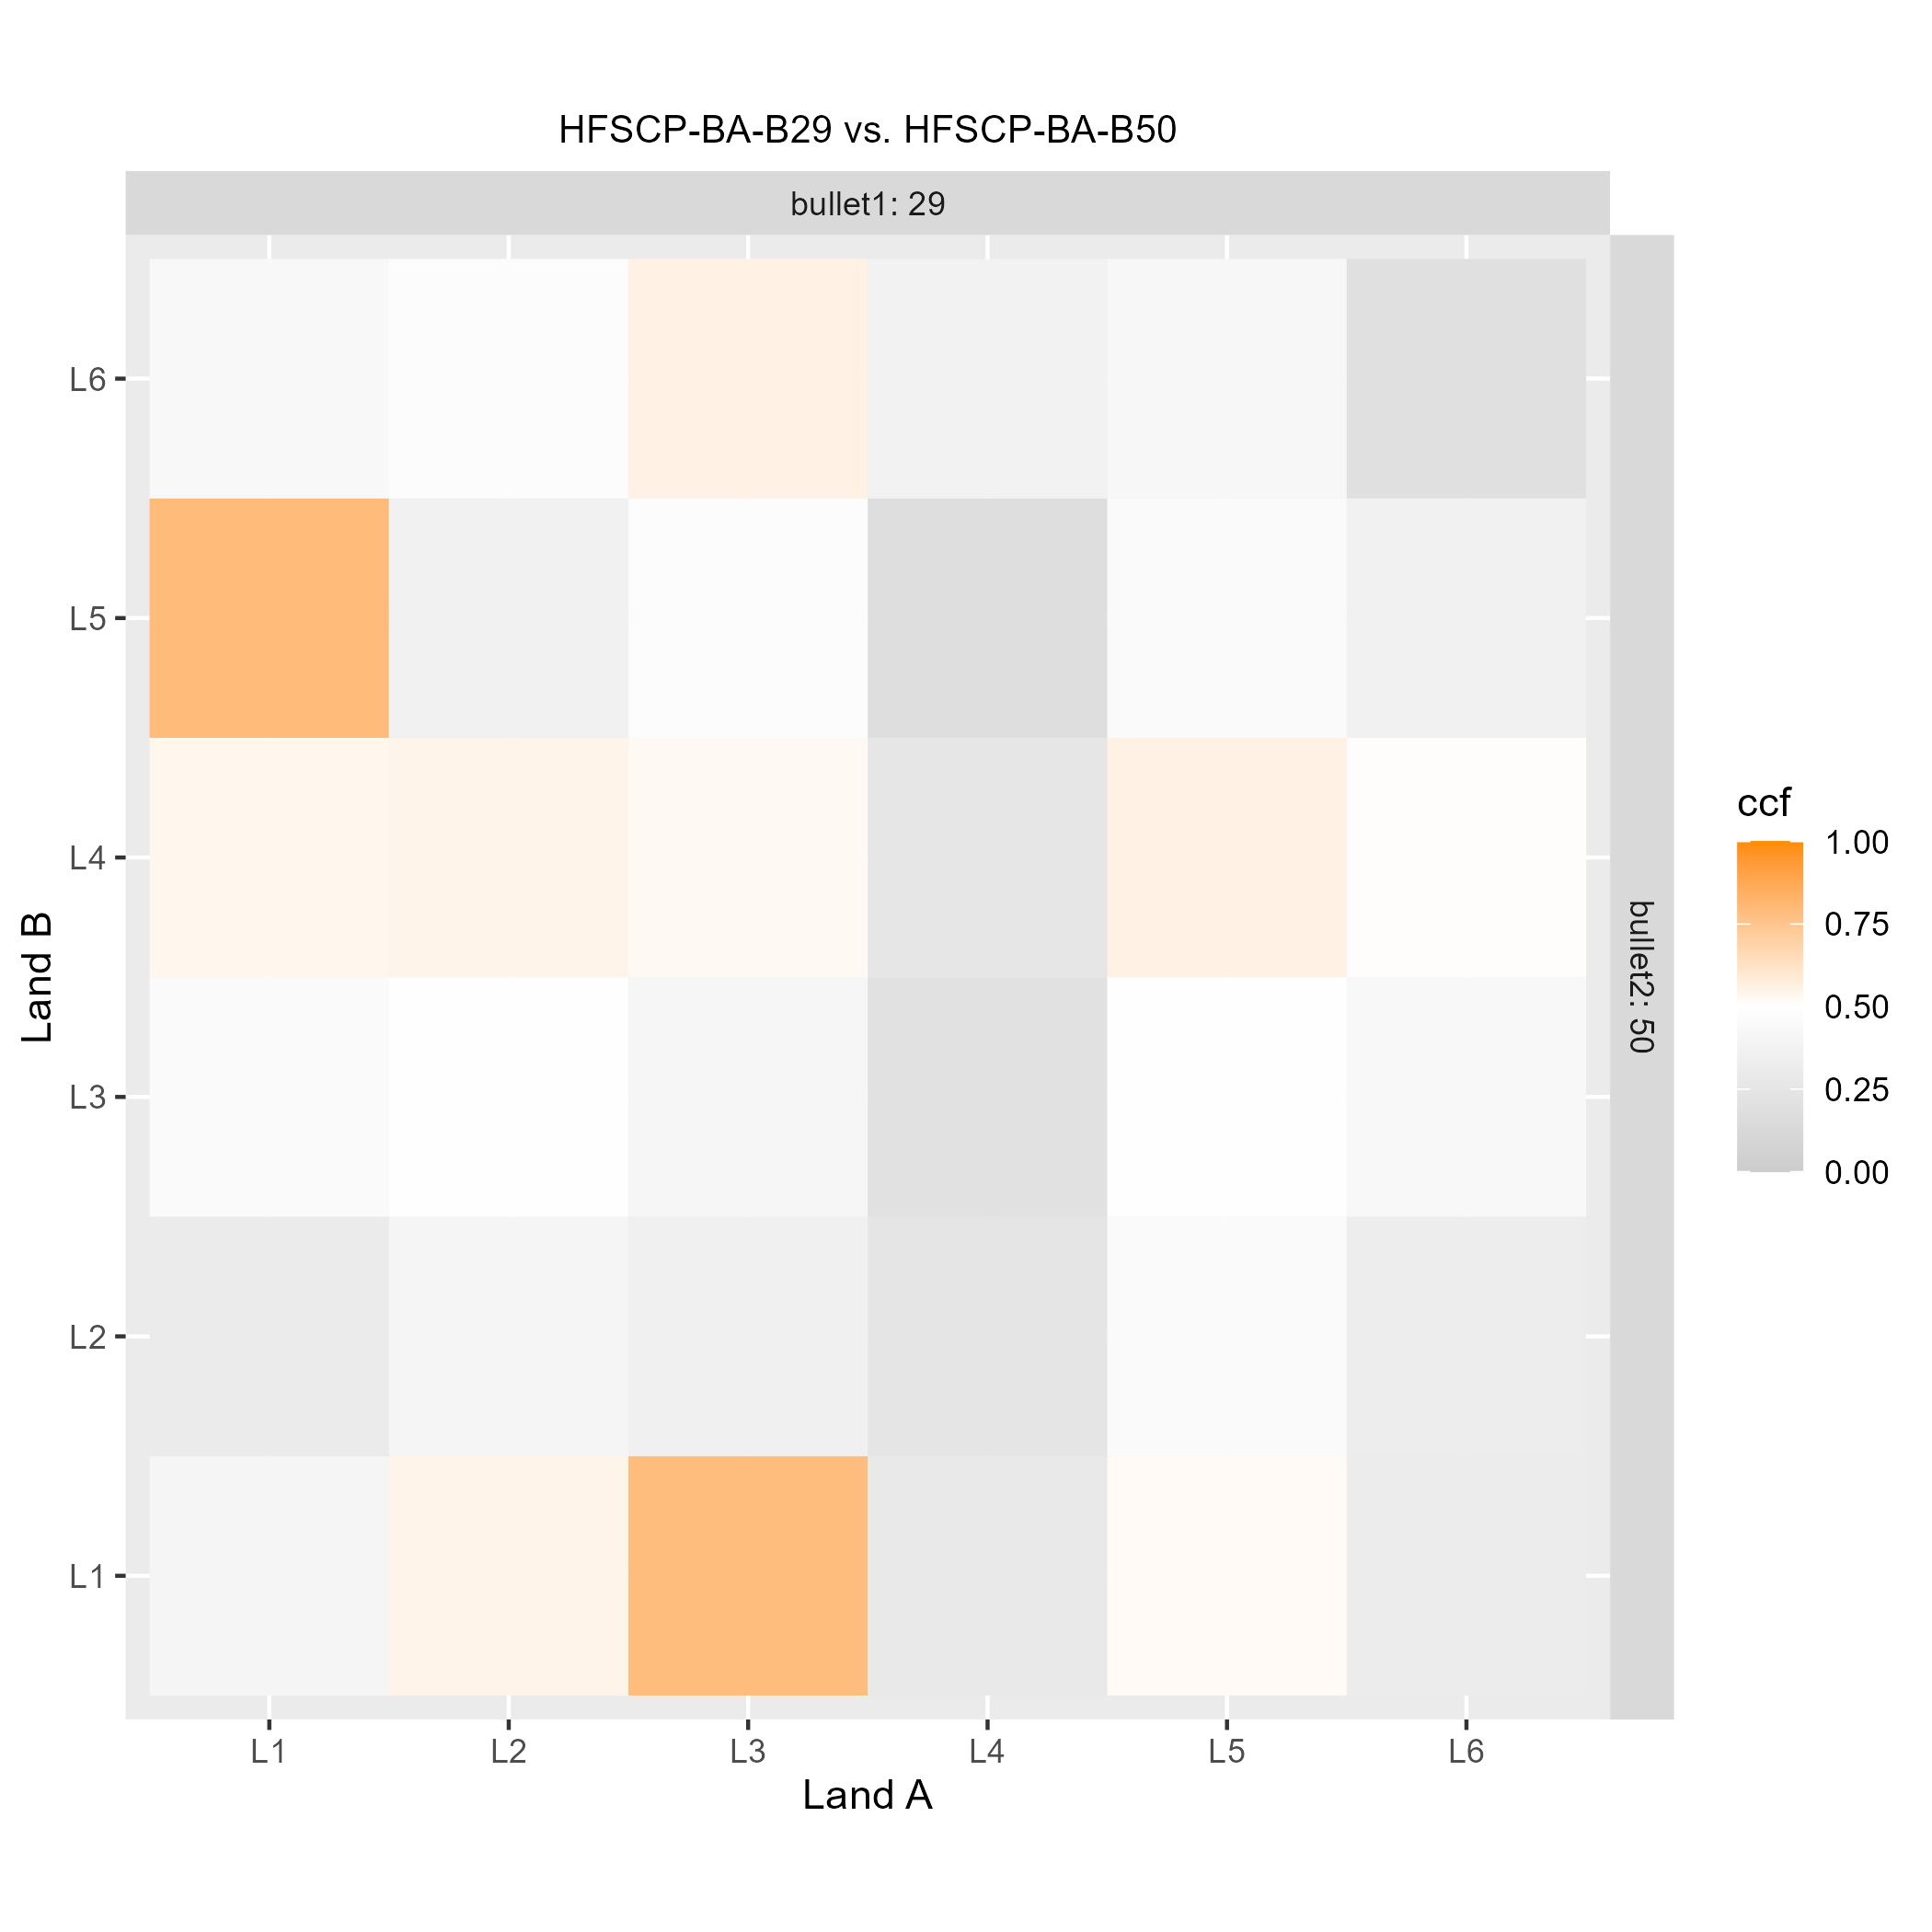 HFSCP-BA-B29 vs. HFSCP-BA-B50
bullet1: 29
L6
L5
L4
L3
L2
L1
Land B
bullet2: 50
ccf
1.00
0.75
0.50
0.25
0.00
L1 L2 L3 L4 L5 L6
Land A